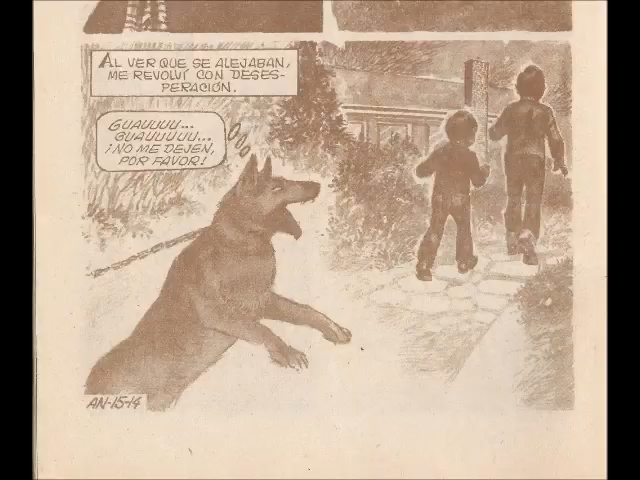 AL VER QUE SE ALEJABAN,
ME REVOLVÍ CON DESES-
PERACIÓN.
GUAUUUU...
GUAUUUUU...
¡NO ME DEJEN,
POR FAVOR!
AN-15-14